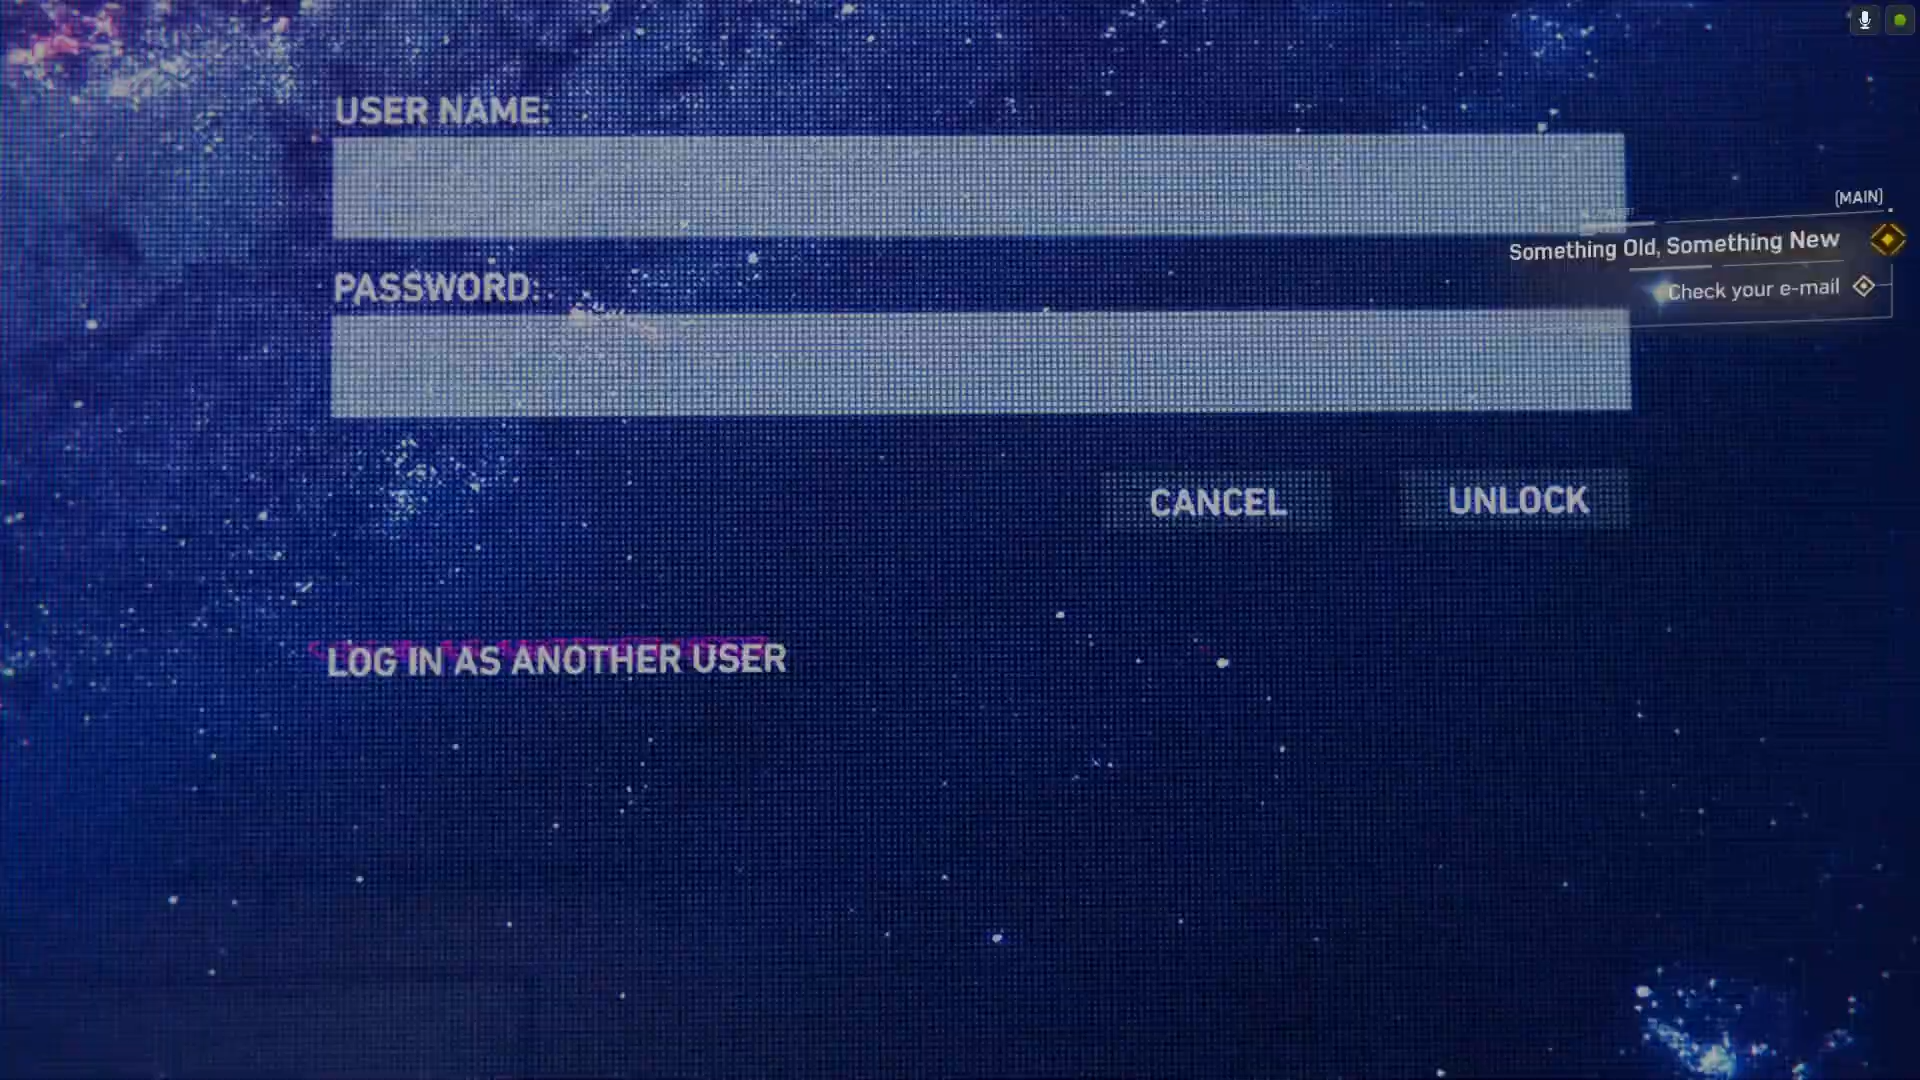 USER NAME:
[MAIN]
Something Old, Something New
PASSWORD:
Check your e-mail
CANCEL
UNLOCK
LOG IN AS ANOTHER USER